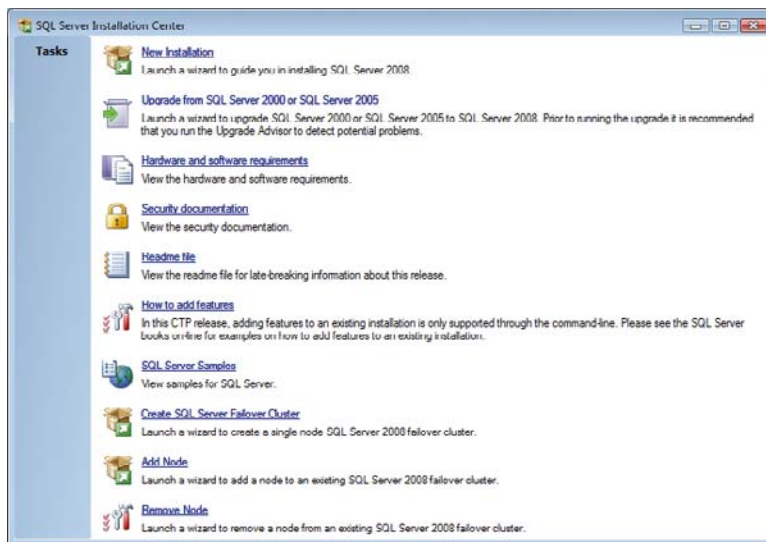 SQL Server Installation Center
Tasks
New Installation
Launch a wizard to guide you in installing SQL Server 2008
Upgrade from SQL Server 2000 or SQL Server 2005
Launch a wizard to upgrade SQL Server 2000 or SQL Server 2005 to SQL Server 2008. Prior to running the upgrade it is recommended
that you run the Upgrade Advisor to detect potential problems.
Hardware and software requirements
View the hardware and software requirements.
Security documentation
View the security documentation.
Readme file
View the readme file for late-breaking information about this release.
How to add features
In this CTP release, adding features to an existing installation is only supported through the command-line. Please see the SQL Server
books on-line for examples on how to add features to an existing installation.
SQL Server Samples
View samples for SQL Server.
Create SQL Server Failover Cluster
Launch a wizard to create a single node SQL Server 2008 failover cluster.
Add Node
Launch a wizard to add a node to an existing SQL Server 2008 failover cluster.
Remove Node
Launch a wizard to remove a node from an existing SQL Server 2008 failover cluster.